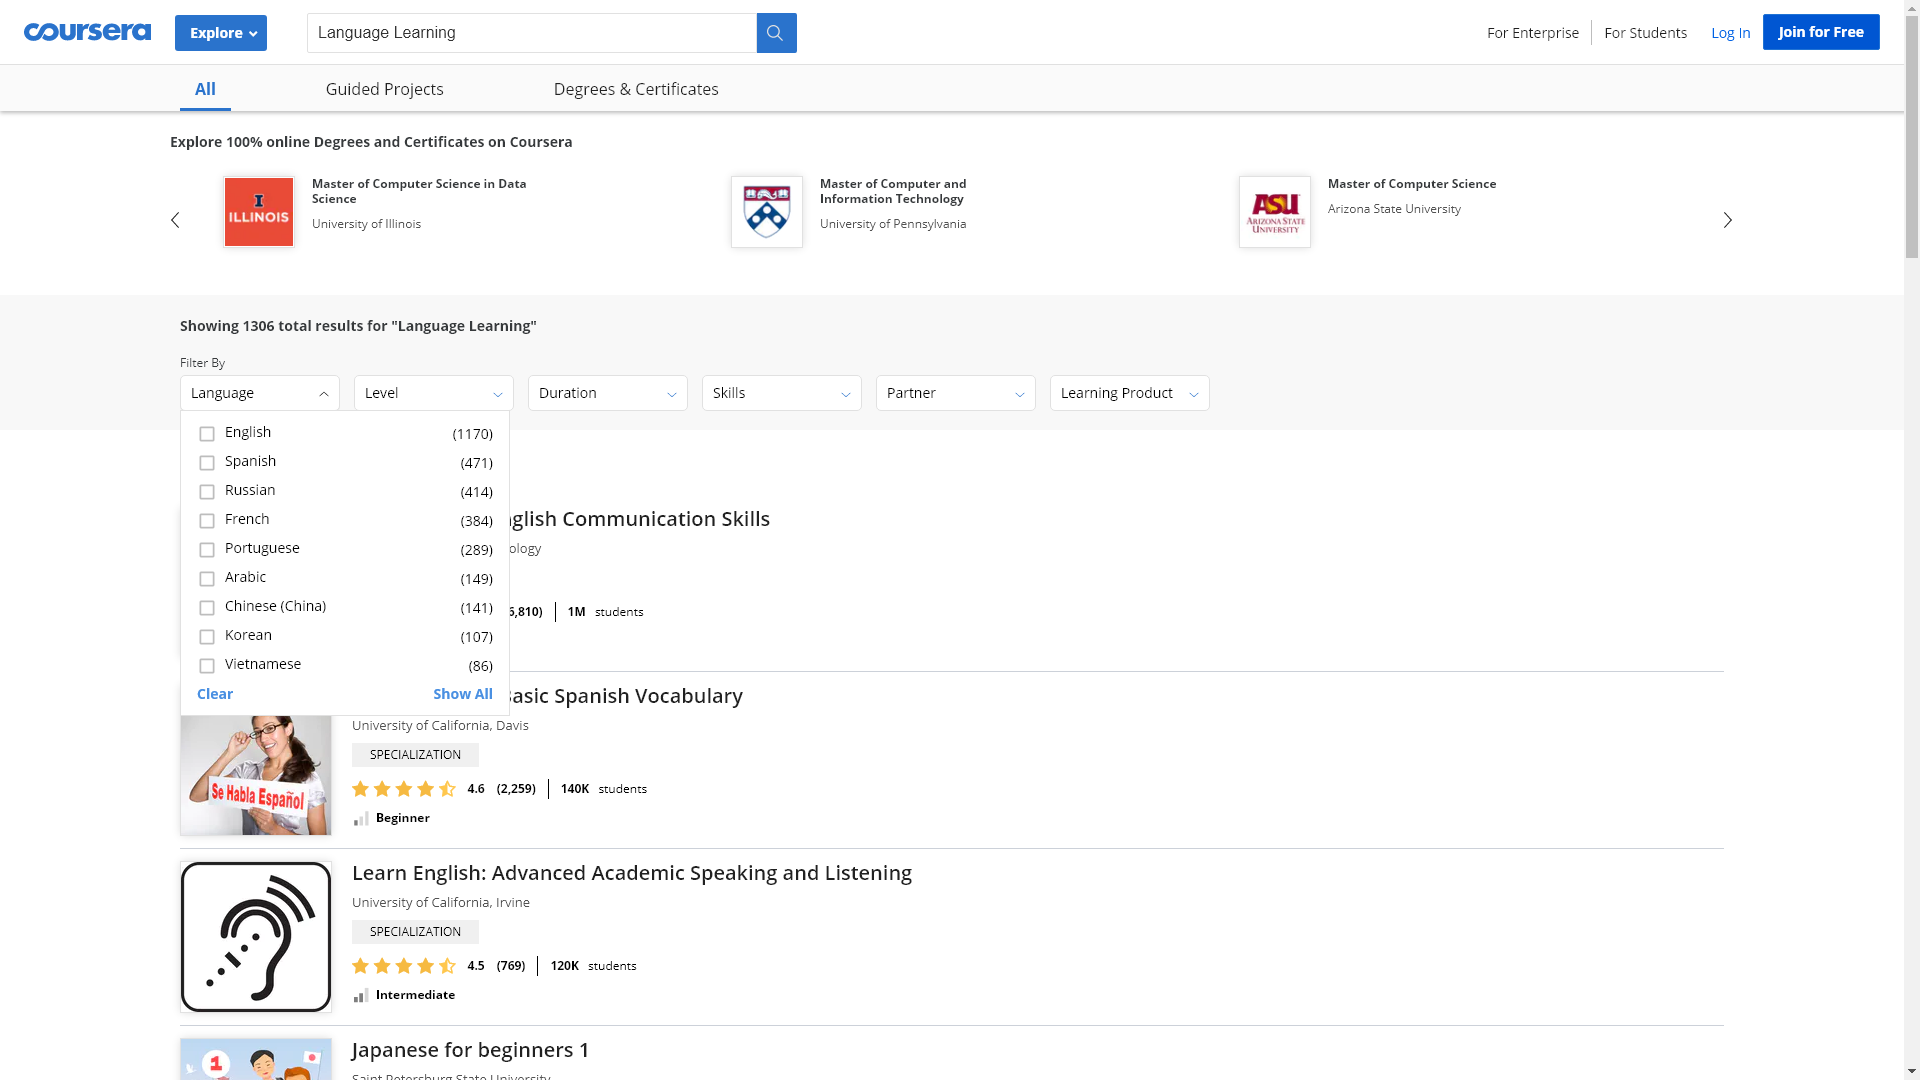 coursera
Explore
Language Learning
For Enterprise
For Students
Log In
Join for Free
All
Guided Projects
Degrees & Certificates
Explore 100% online Degrees and Certificates on Coursera
I
ILLINOIS
Master of Computer Science in Data
Science
University of Illinois
Master of Computer and
Information Technology
University of Pennsylvania
ASU
ARIZONA STATE
UNIVERSITY
Master of Computer Science
Arizona State University
Showing 1306 total results for "Language Learning"
Filter By
Language
Level
Duration
Skills
Partner
Learning Product
English (1170)
Spanish (471)
Russian (414)
French (384)
Portuguese (289)
Arabic (149)
Chinese (China) (141)
Korean (107)
Vietnamese (86)
Clear Show All
glish Communication Skills
ology
6,810) 1M students
asic Spanish Vocabulary
University of California, Davis
SPECIALIZATION
4.6 (2,259) 140K students
Beginner
Se Habla Español
Learn English: Advanced Academic Speaking and Listening
University of California, Irvine
SPECIALIZATION
4.5 (769) 120K students
Intermediate
1
Japanese for beginners 1
Saint Petersburg State University